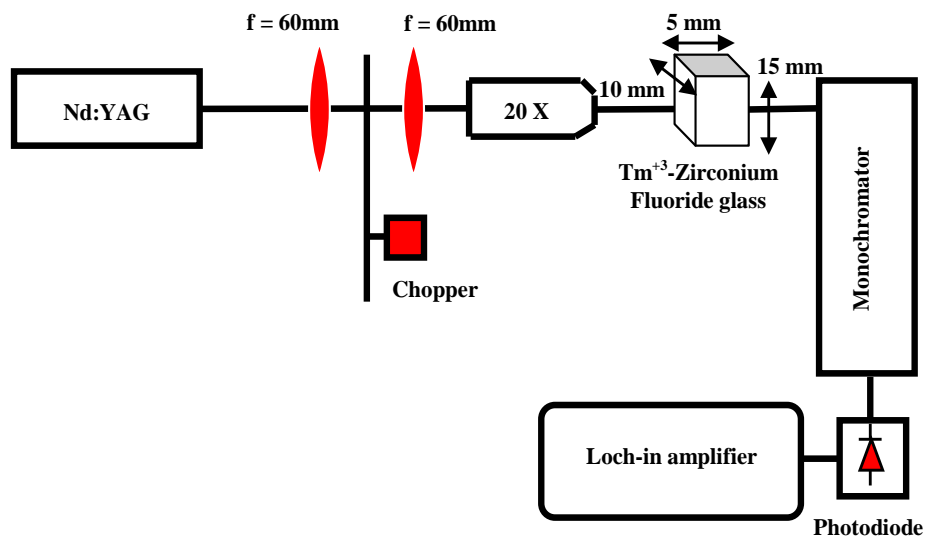 f = 60mm
f = 60mm
5 mm
Nd:YAG
20 X
10 mm
15 mm
Tm⁺³-Zirconium
Fluoride glass
Monochromator
Chopper
Loch-in amplifier
Photodiode